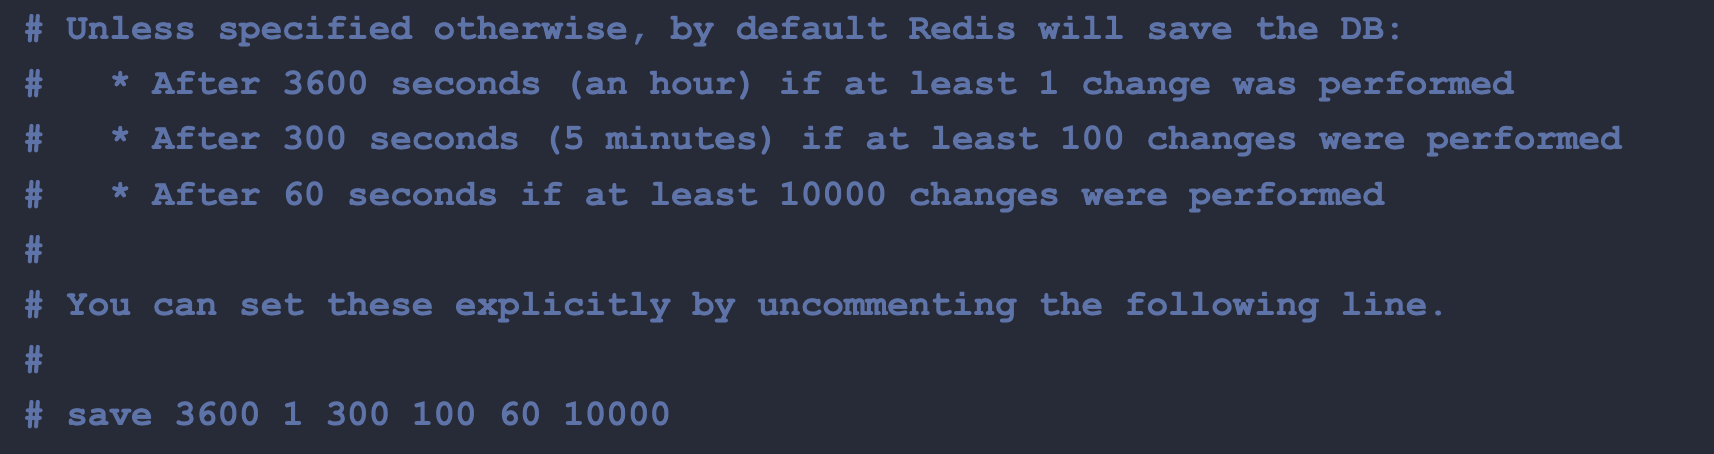 # Unless specified otherwise, by default Redis will save the DB:
#   * After 3600 seconds (an hour) if at least 1 change was performed
#   * After 300 seconds (5 minutes) if at least 100 changes were performed
#   * After 60 seconds if at least 10000 changes were performed
#
# You can set these explicitly by uncommenting the following line.
#
# save 3600 1 300 100 60 10000